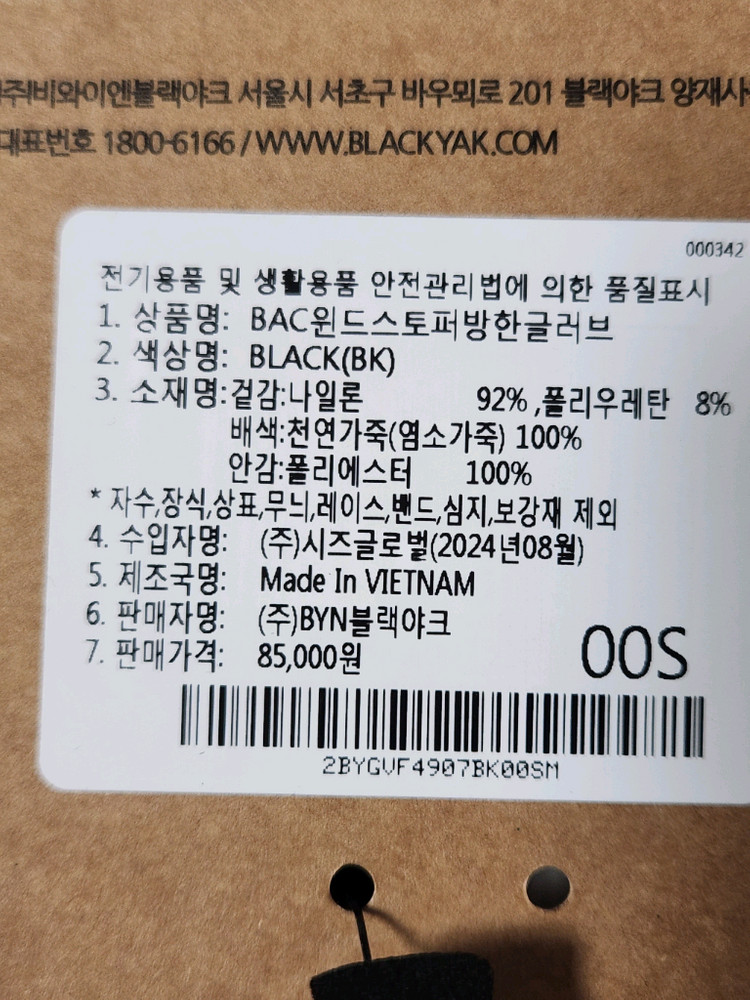 비와이엔블랙야크 서울시 서초구 바우뫼로 201 블랙야크 양재사
대표번호 1800-6166 / WWW.BLACKYAK.COM
000342
전기용품 및 생활용품 안전관리법에 의한 품질표시
1. 상품명: BAC윈드스토퍼방한글러브
2. 색상명: BLACK(BK)
3. 소재명:겉감:나일론 92% ,폴리우레탄 8%
배색:천연가죽(염소가죽) 100%
안감:폴리에스터 100%
* 자수,장식,상표,무늬,레이스,밴드,심지,보강재 제외
4. 수입자명: (주)시즈글로벌(2024년08월)
5. 제조국명: Made In VIETNAM
6. 판매자명: (주)BYN블랙야크
7. 판매가격: 85,000원
00S
2BYGVF4907BK00SM